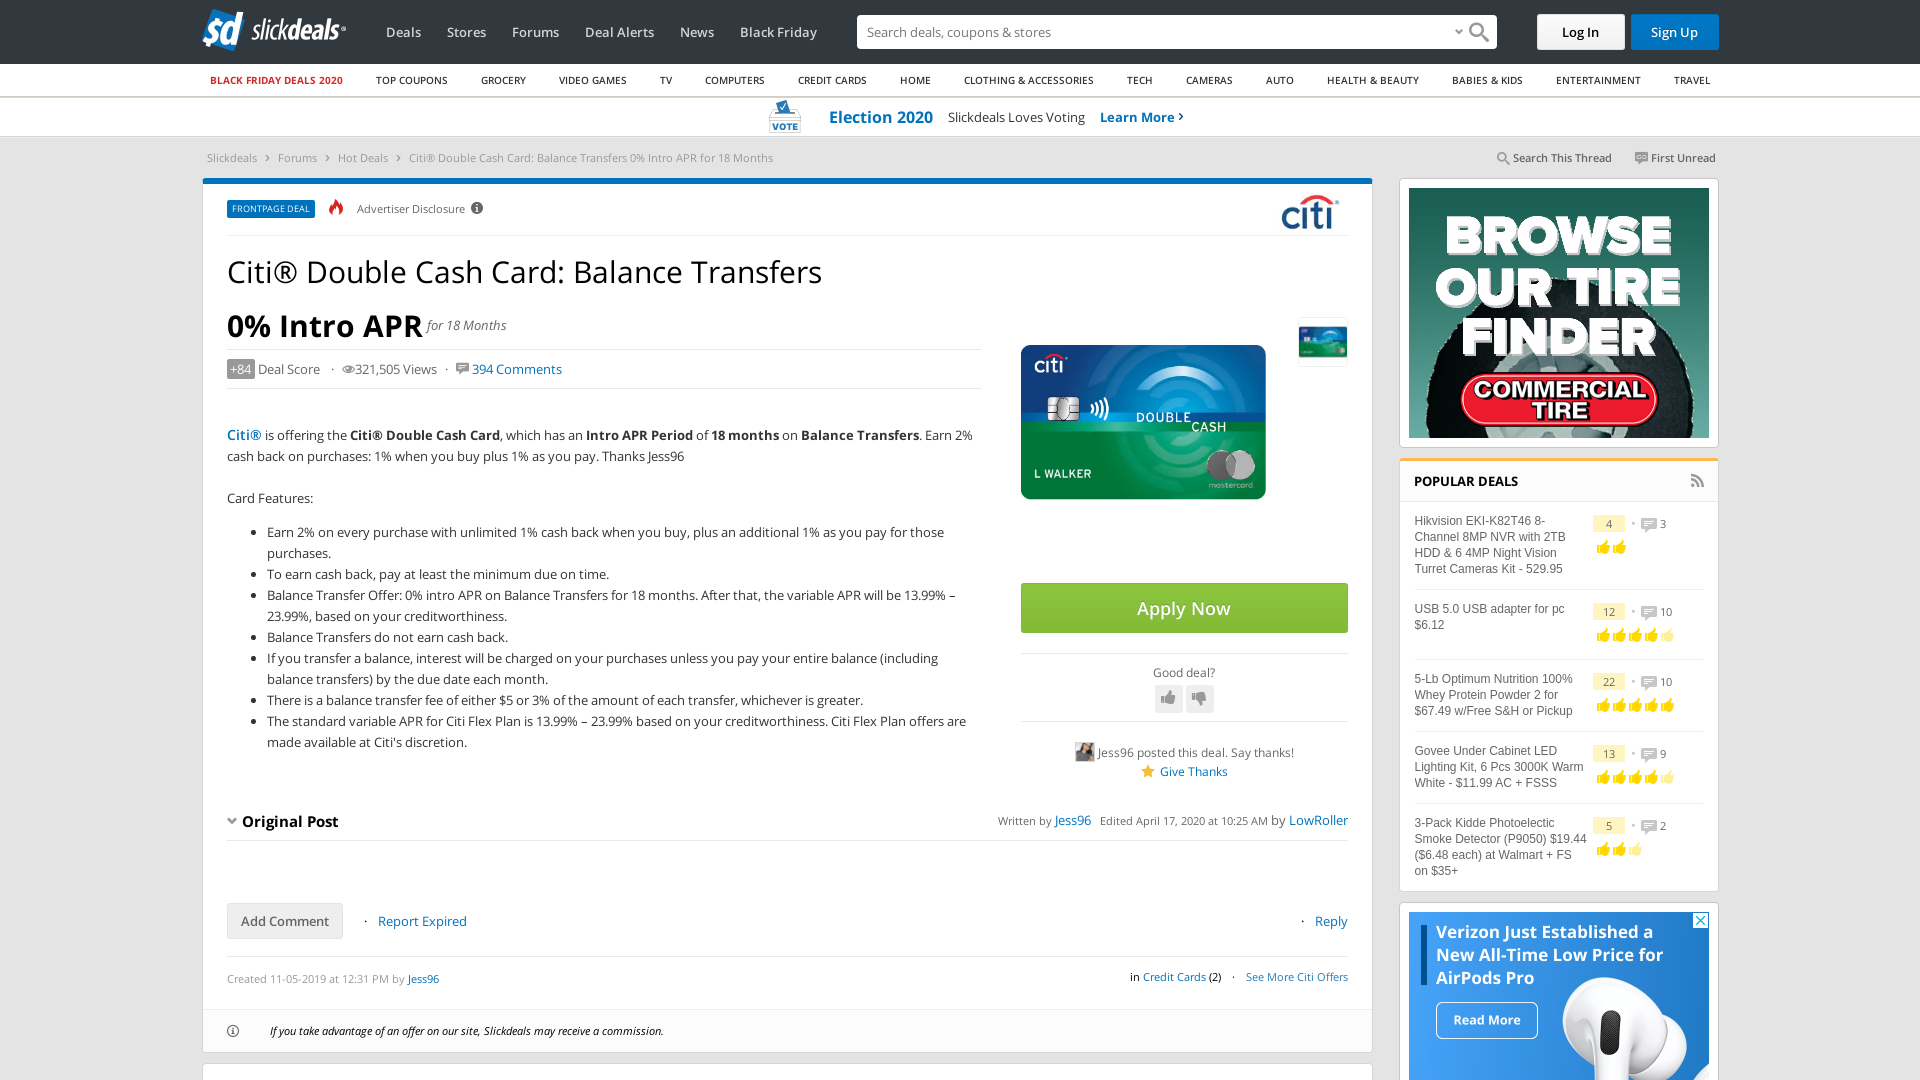 sd slickdeals
Deals Stores Forums Deal Alerts News Black Friday
Search deals, coupons & discounts
Log In Sign Up
BLACK FRIDAY DEALS 2020 TOP COUPONS GROCERY VIDEO GAMES TV COMPUTERS CREDIT CARDS HOME CLOTHING & ACCESSORIES TECH CAMERAS AUTO HEALTH & BEAUTY BABIES & KIDS ENTERTAINMENT TRAVEL
VOTE Election 2020 Slickdeals Loves Voting Learn More
Slickdeals > Forums > Hot Deals > Citi® Double Cash Card: Balance Transfers 0% Intro APR for 18 Months
Search This Thread First Unread
FRONTPAGE DEAL Advertiser Disclosure
citi
Citi® Double Cash Card: Balance Transfers
0% Intro APR for 18 Months
+84 Deal Score · 321,505 Views · 394 Comments
Citi® is offering the Citi® Double Cash Card, which has an Intro APR Period of 18 months on Balance Transfers. Earn 2%
cash back on purchases: 1% when you buy plus 1% as you pay. Thanks Jess96
Card Features:
• Earn 2% on every purchase with unlimited 1% cash back when you buy, plus an additional 1% as you pay for those
purchases.
• To earn cash back, pay at least the minimum due on time.
• Balance Transfer Offer: 0% intro APR on Balance Transfers for 18 months. After that, the variable APR will be 13.99% –
23.99%, based on your creditworthiness.
• Balance Transfers do not earn cash back.
• If you transfer a balance, interest will be charged on your purchases unless you pay your entire balance (including
balance transfers) by the due date each month.
• There is a balance transfer fee of either $5 or 3% of the amount of each transfer, whichever is greater.
• The standard variable APR for Citi Flex Plan is 13.99% – 23.99% based on your creditworthiness. Citi Flex Plan offers are
made available at Citi's discretion.
citi
DOUBLE
CASH
L WALKER
mastercard
Apply Now
Good deal?
Jess96 posted this deal. Say thanks!
Give Thanks
Original Post
Written by Jess96 Edited April 17, 2020 at 10:25 AM by LowRoller
Add Comment · Report Expired
· Reply
Created 11-05-2019 at 12:31 PM by Jess96
in Credit Cards (2) · See More Citi Offers
If you take advantage of an offer on our site, Slickdeals may receive a commission.
BROWSE
OUR TIRE
FINDER
COMMERCIAL
TIRE
POPULAR DEALS
Hikvision EKI-K82T46 8-
Channel 8MP NVR with 2TB
HDD & 6 4MP Night Vision
Turret Cameras Kit - 529.95
4 • 3
USB 5.0 USB adapter for pc
$6.12
12 • 10
5-Lb Optimum Nutrition 100%
Whey Protein Powder 2 for
$67.49 w/Free S&H or Pickup
22 • 10
Govee Under Cabinet LED
Lighting Kit, 6 Pcs 3000K Warm
White - $11.99 AC + FSSS
13 • 9
3-Pack Kidde Photoelectic
Smoke Detector (P9050) $19.44
($6.48 each) at Walmart + FS
on $35+
5 • 2
Verizon Just Established a
New All-Time Low Price for
AirPods Pro
Read More